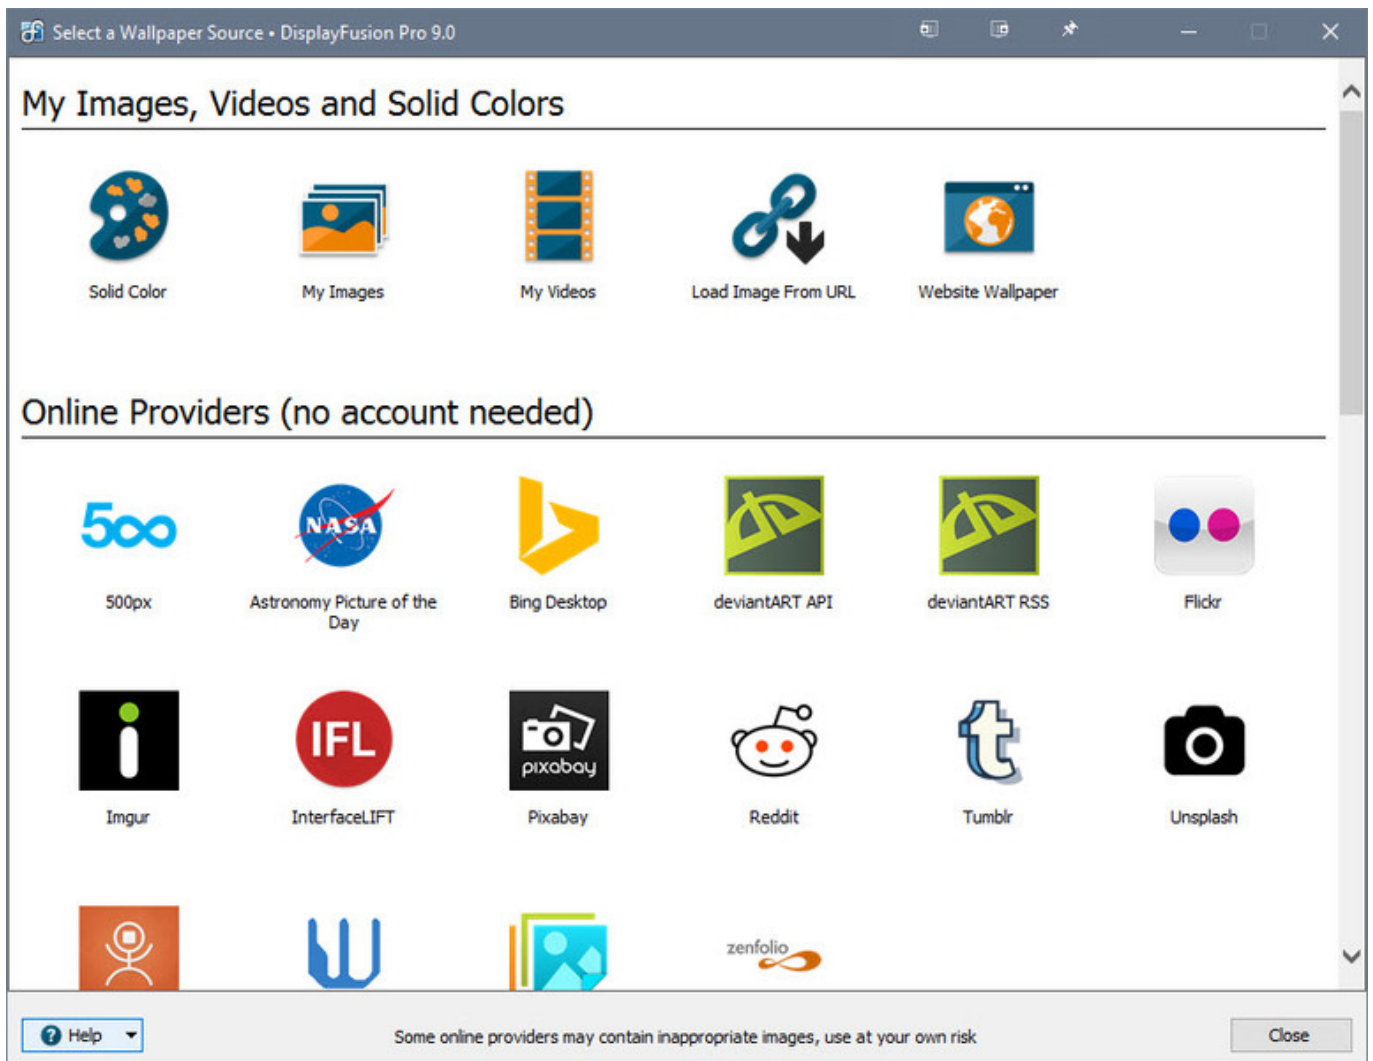 Select a Wallpaper Source • DisplayFusion Pro 9.0
My Images, Videos and Solid Colors
Solid Color
My Images
My Videos
Load Image From URL
Website Wallpaper
Online Providers (no account needed)
500
NASA
500px
Astronomy Picture of the
Day
Bing Desktop
deviantART API
deviantART RSS
Flickr
IFL
pixabay
t
Imgur
InterfaceLIFT
Pixabay
Reddit
Tumblr
Unsplash
zenfolio
Help
Some online providers may contain inappropriate images, use at your own risk
Close